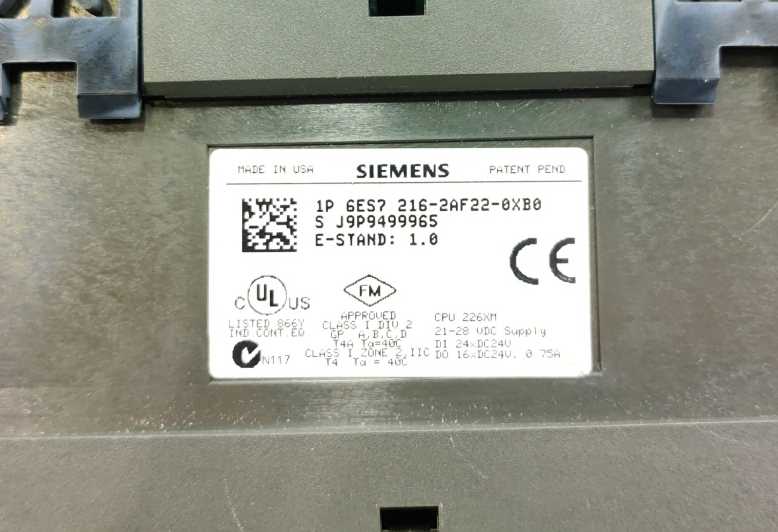 MADE IN USA SIEMENS PATENT PEND
1P 6ES7 216-2AF22-0XB0
S J9P9499965
E-STAND: 1.0
CE
C UL US
LISTED 866Y
IND.CONT.EQ
N117
FM
APPROVED
CLASS I DIV 2
GP A,B,C,D
T4A Ta=40C
CLASS I ZONE 2,IIC
T4 Ta = 40C
CPU 226XM
21-28 VDC Supply
DI 24xDC24V
DO 16xDC24V, 0 75A